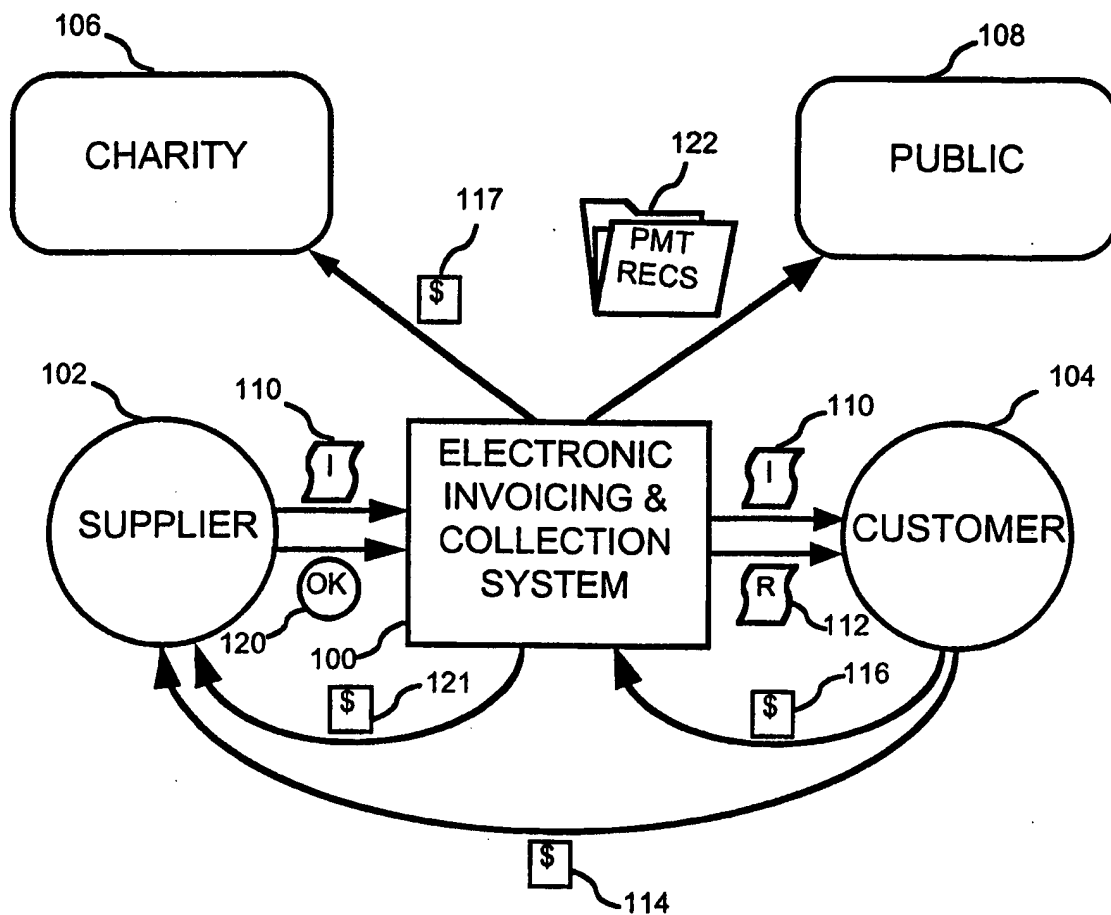 106
108
CHARITY
PUBLIC
117
122
$
PMT
RECS
102
110
110
104
I
I
SUPPLIER
ELECTRONIC
INVOICING &
COLLECTION
SYSTEM
CUSTOMER
OK
R
120
100
112
$
121
$
116
$
114